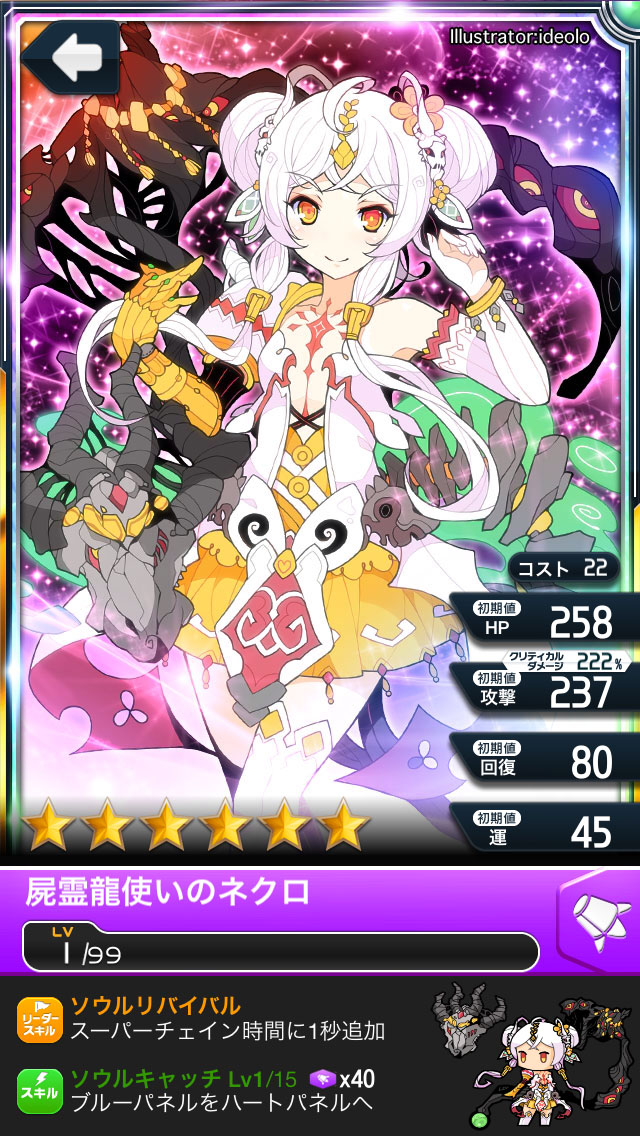 Illustrator:ideolo
コスト 22
初期値
HP 258
クリティカル
ダメージ 222%
初期値
攻撃 237
初期値
回復 80
初期値
運 45
屍霊龍使いのネクロ
LV
1/99
リーダー
スキル
ソウルリバイバル
スーパーチェイン時間に1秒追加
スキル
ソウルキャッチ Lv1/15 x40
ブルーパネルをハートパネルへ